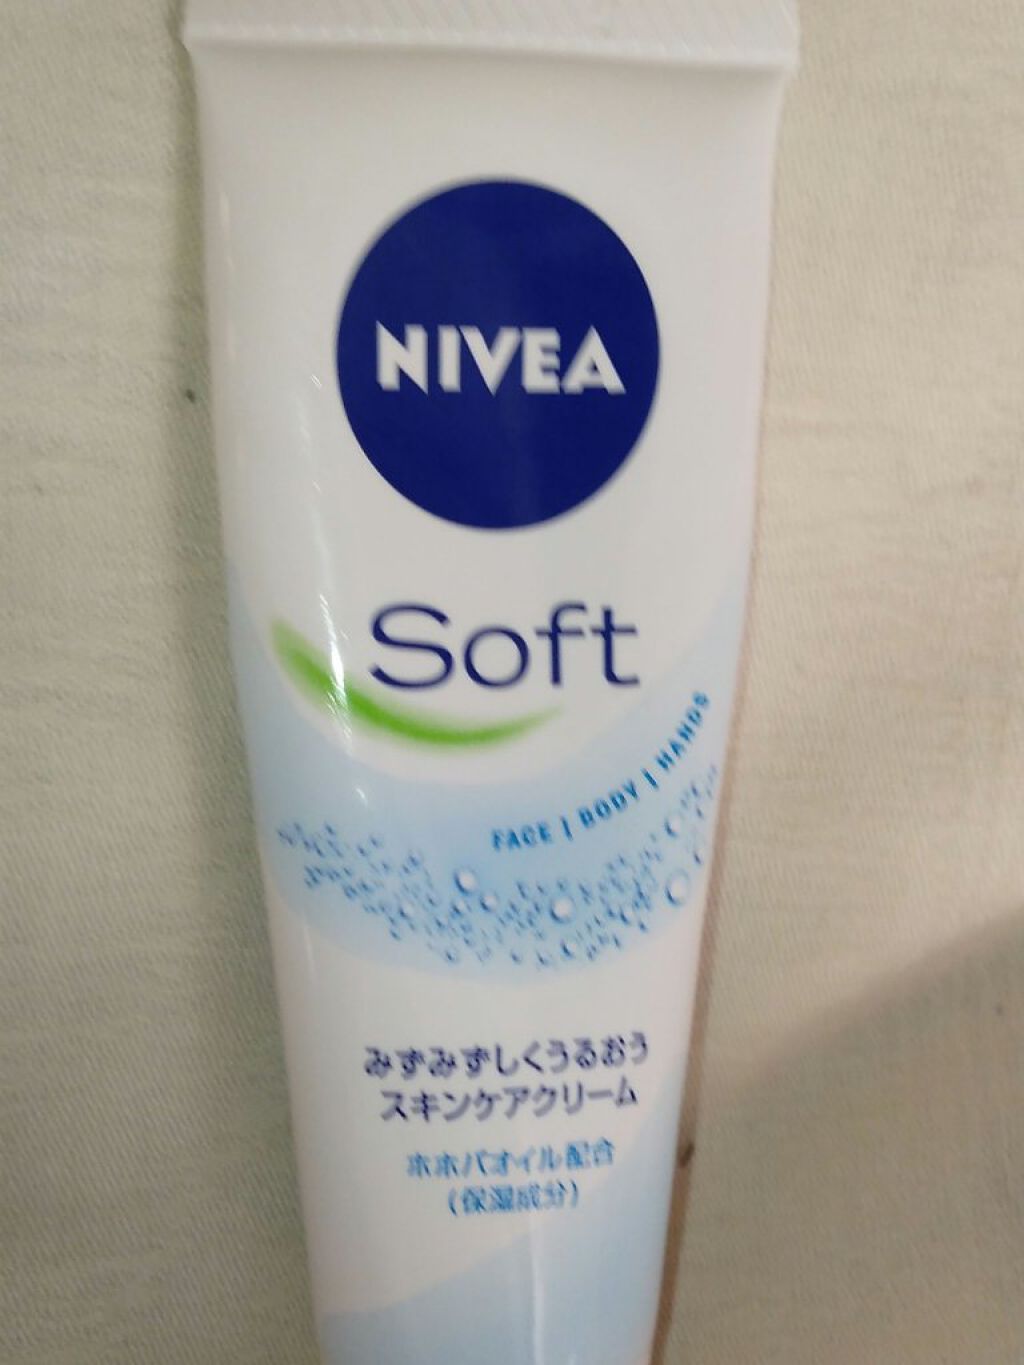 NIVEA
Soft
FACE | BODY | HANDS
みずみずしくうるおう
スキンケアクリーム
ホホバオイル配合
(保湿成分)